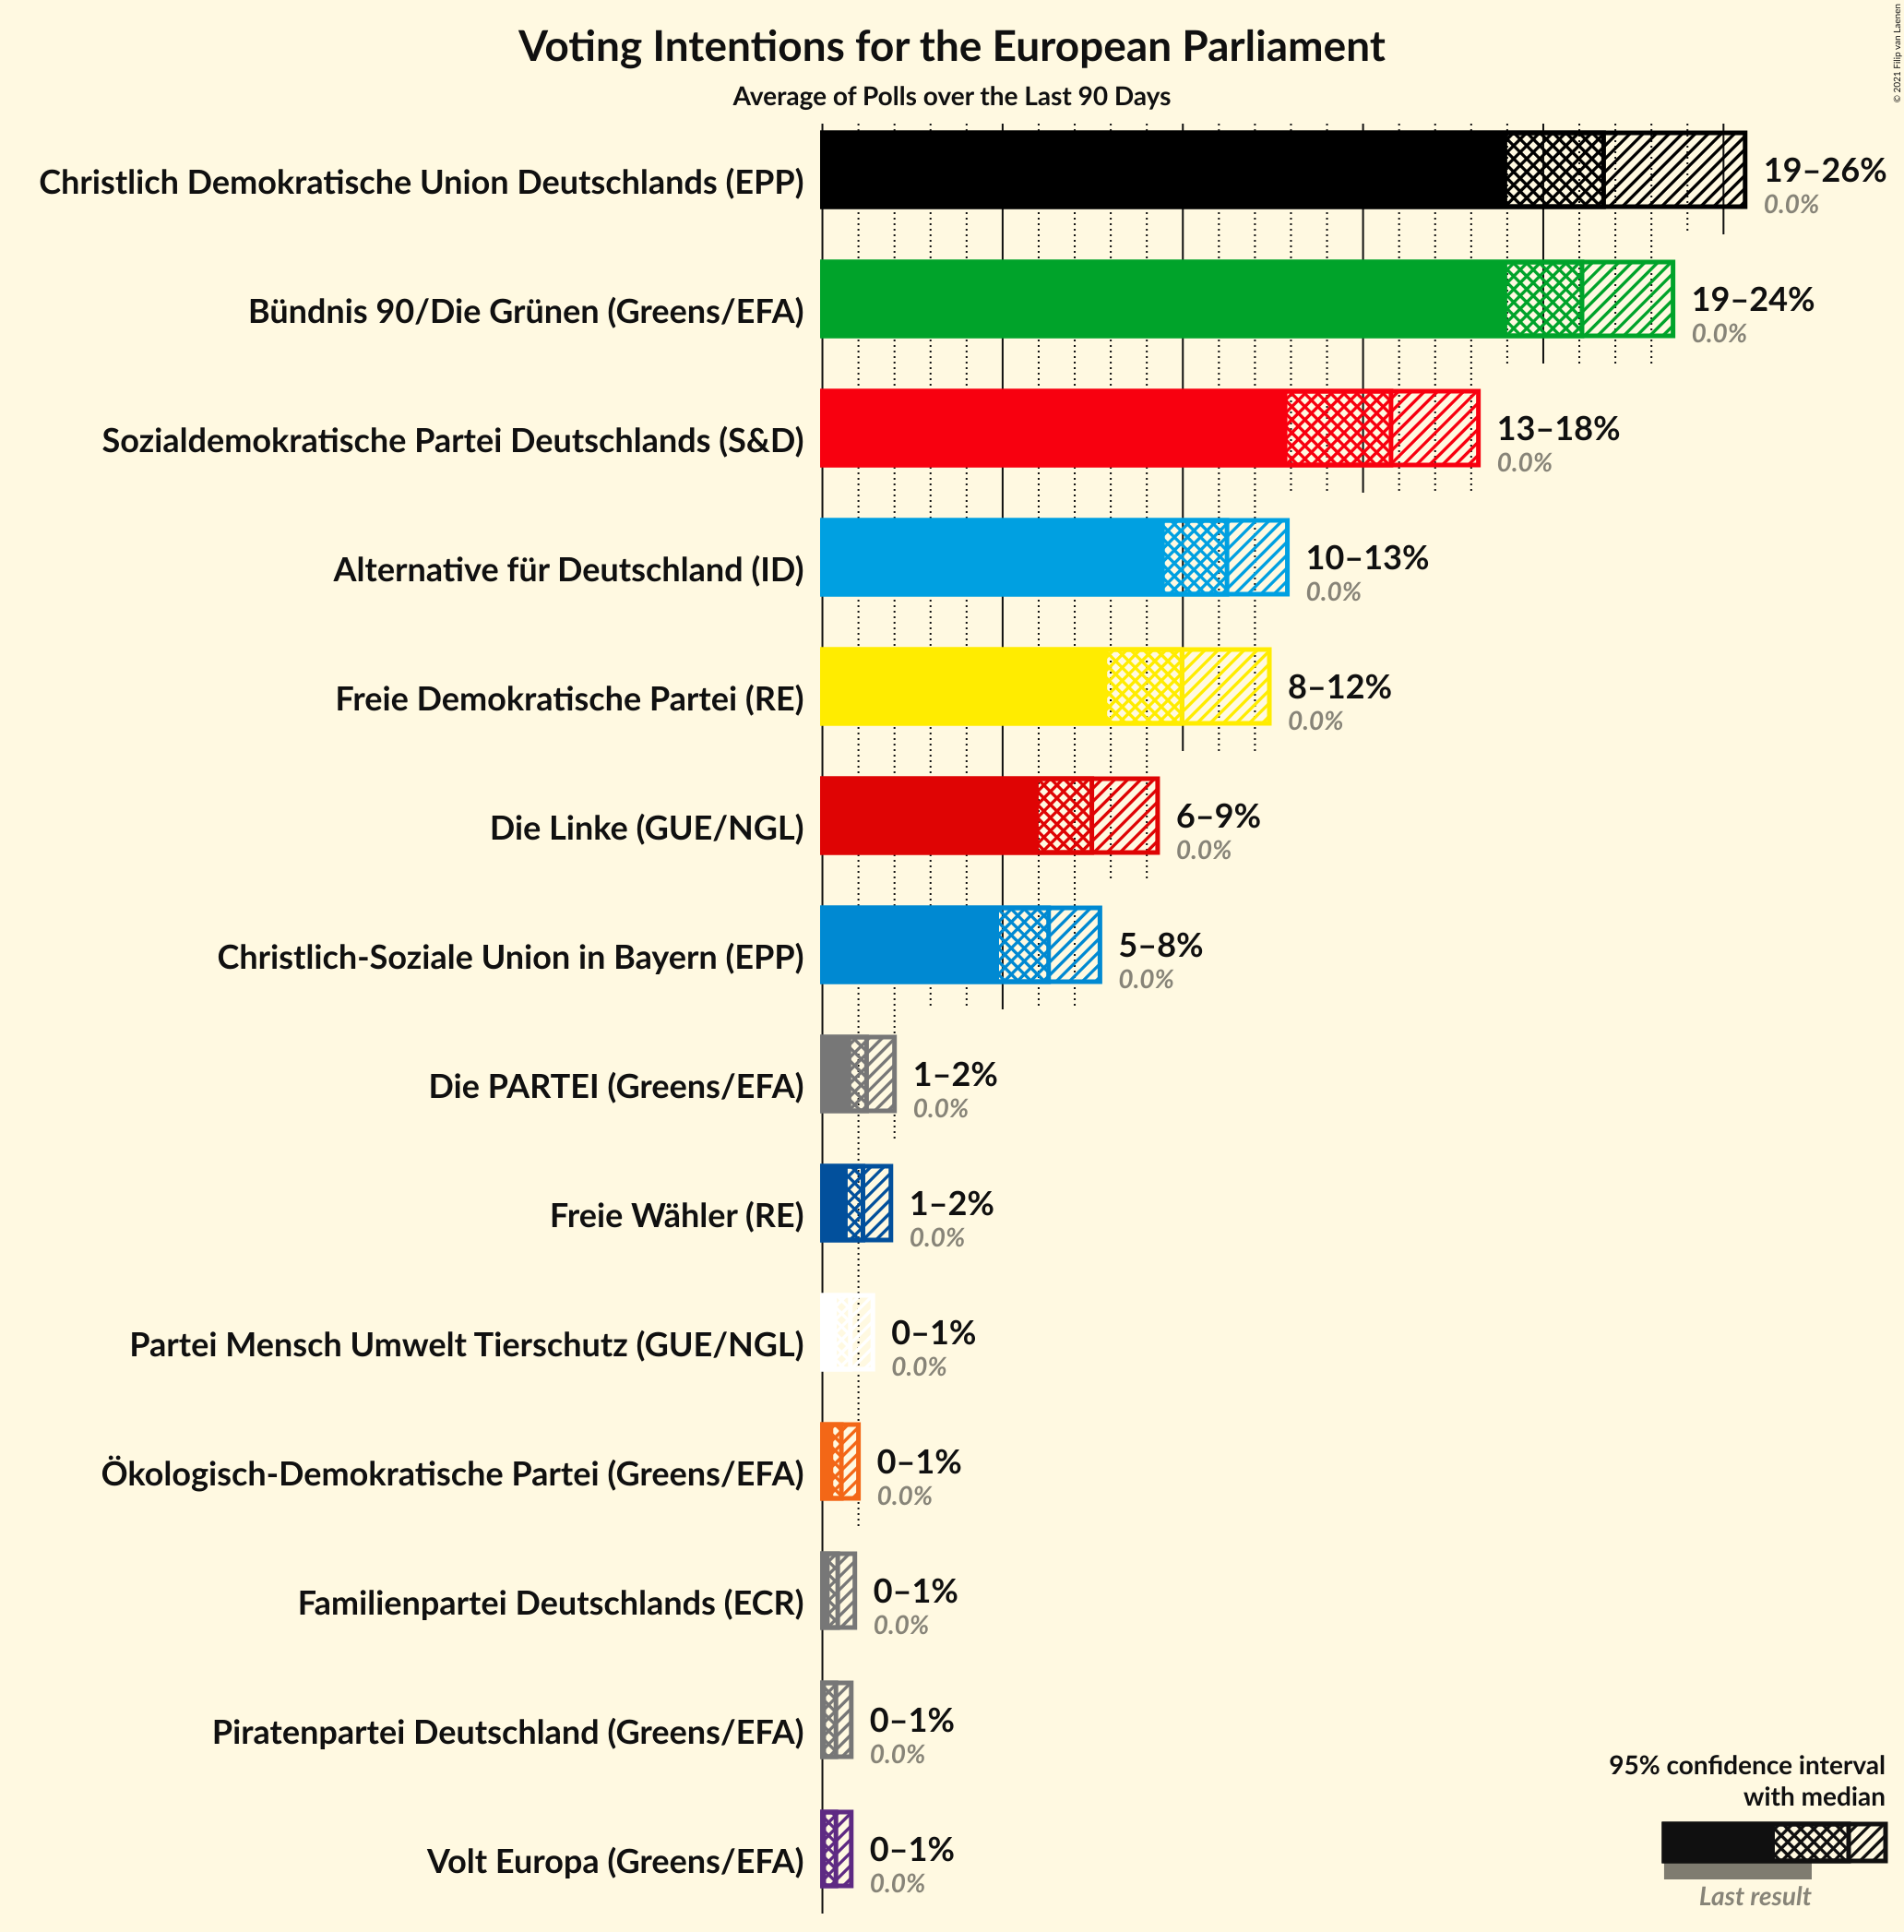 © 2021 Filip van Laenen
Voting Intentions for the European Parliament
Average of Polls over the Last 90 Days
Christlich Demokratische Union Deutschlands (EPP)
19–26%
0.0%
Bündnis 90/Die Grünen (Greens/EFA)
19–24%
0.0%
Sozialdemokratische Partei Deutschlands (S&D)
13–18%
0.0%
Alternative für Deutschland (ID)
10–13%
0.0%
Freie Demokratische Partei (RE)
8–12%
0.0%
Die Linke (GUE/NGL)
6–9%
0.0%
Christlich-Soziale Union in Bayern (EPP)
5–8%
0.0%
Die PARTEI (Greens/EFA)
1–2%
0.0%
Freie Wähler (RE)
1–2%
0.0%
Partei Mensch Umwelt Tierschutz (GUE/NGL)
0–1%
0.0%
Ökologisch-Demokratische Partei (Greens/EFA)
0–1%
0.0%
Familienpartei Deutschlands (ECR)
0–1%
0.0%
Piratenpartei Deutschland (Greens/EFA)
0–1%
0.0%
Volt Europa (Greens/EFA)
0–1%
0.0%
95% confidence interval
with median
Last result